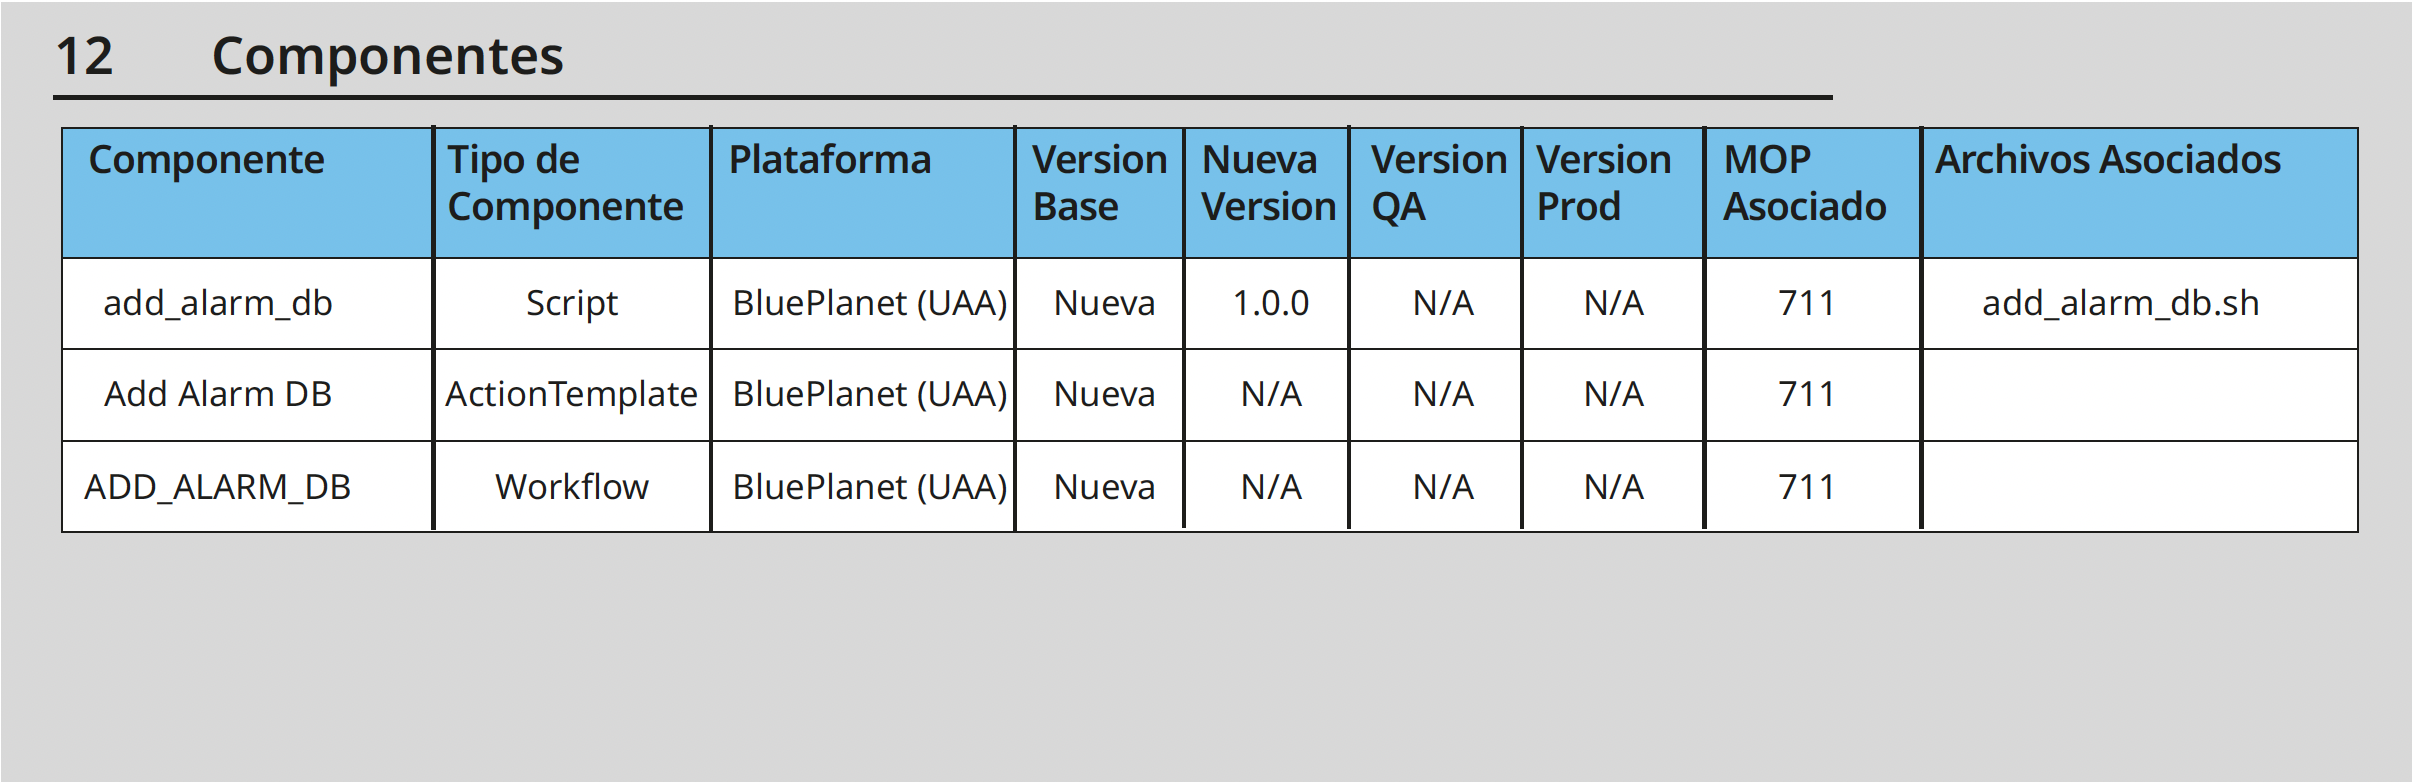 12 Componentes
Componente Tipo de Componente Plataforma Version Base Nueva Version Version QA Version Prod MOP Asociado Archivos Asociados
add_alarm_db Script BluePlanet (UAA) Nueva 1.0.0 N/A N/A 711 add_alarm_db.sh
Add Alarm DB ActionTemplate BluePlanet (UAA) Nueva N/A N/A N/A 711
ADD_ALARM_DB Workflow BluePlanet (UAA) Nueva N/A N/A N/A 711